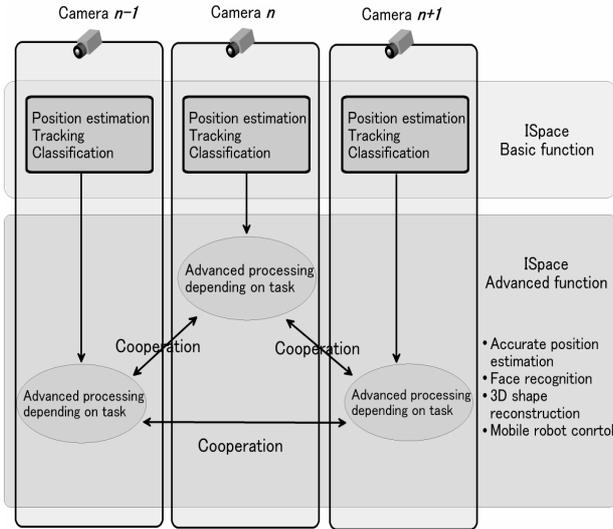 Camera n-1
Camera n
Camera n+1
Position estimation
Tracking
Classification
Position estimation
Tracking
Classification
Position estimation
Tracking
Classification
ISpace
Basic function
Advanced processing
depending on task
ISpace
Advanced function
Cooperation
Cooperation
• Accurate position
estimation
• Face recognition
• 3D shape
reconstruction
• Mobile robot conrtol
Advanced processing
depending on task
Advanced processing
depending on task
Cooperation